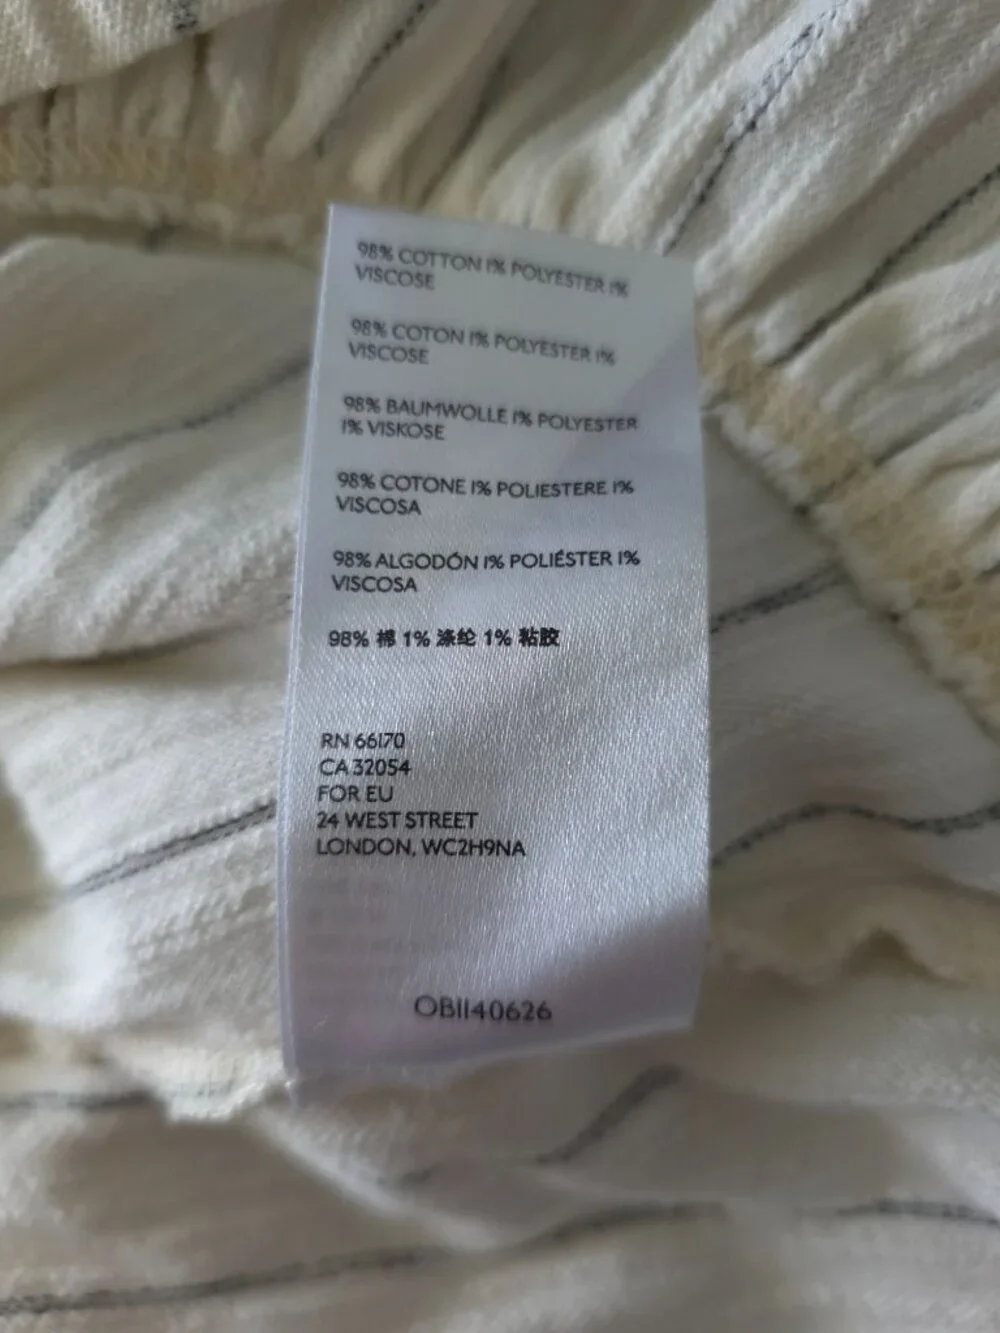 98% COTTON 1% POLYESTER 1%
VISCOSE
98% COTON 1% POLYESTER 1%
VISCOSE
98% BAUMWOLLE 1% POLYESTER
1% VISKOSE
98% COTONE 1% POLIESTERE 1%
VISCOSA
98% ALGODÓN 1% POLIÉSTER 1%
VISCOSA
98% 棉 1% 涤纶 1% 粘胶
RN 66170
CA 32054
FOR EU
24 WEST STREET
LONDON, WC2H9NA
OB1140626